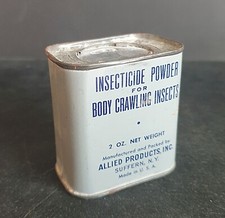 INSECTICIDE POWDER
FOR
BODY CRAWLING INSECTS
2 OZ. NET WEIGHT
Manufactured and Packed by
ALLIED PRODUCTS, INC.
SUFFERN, N.Y.
Made in U.S.A.